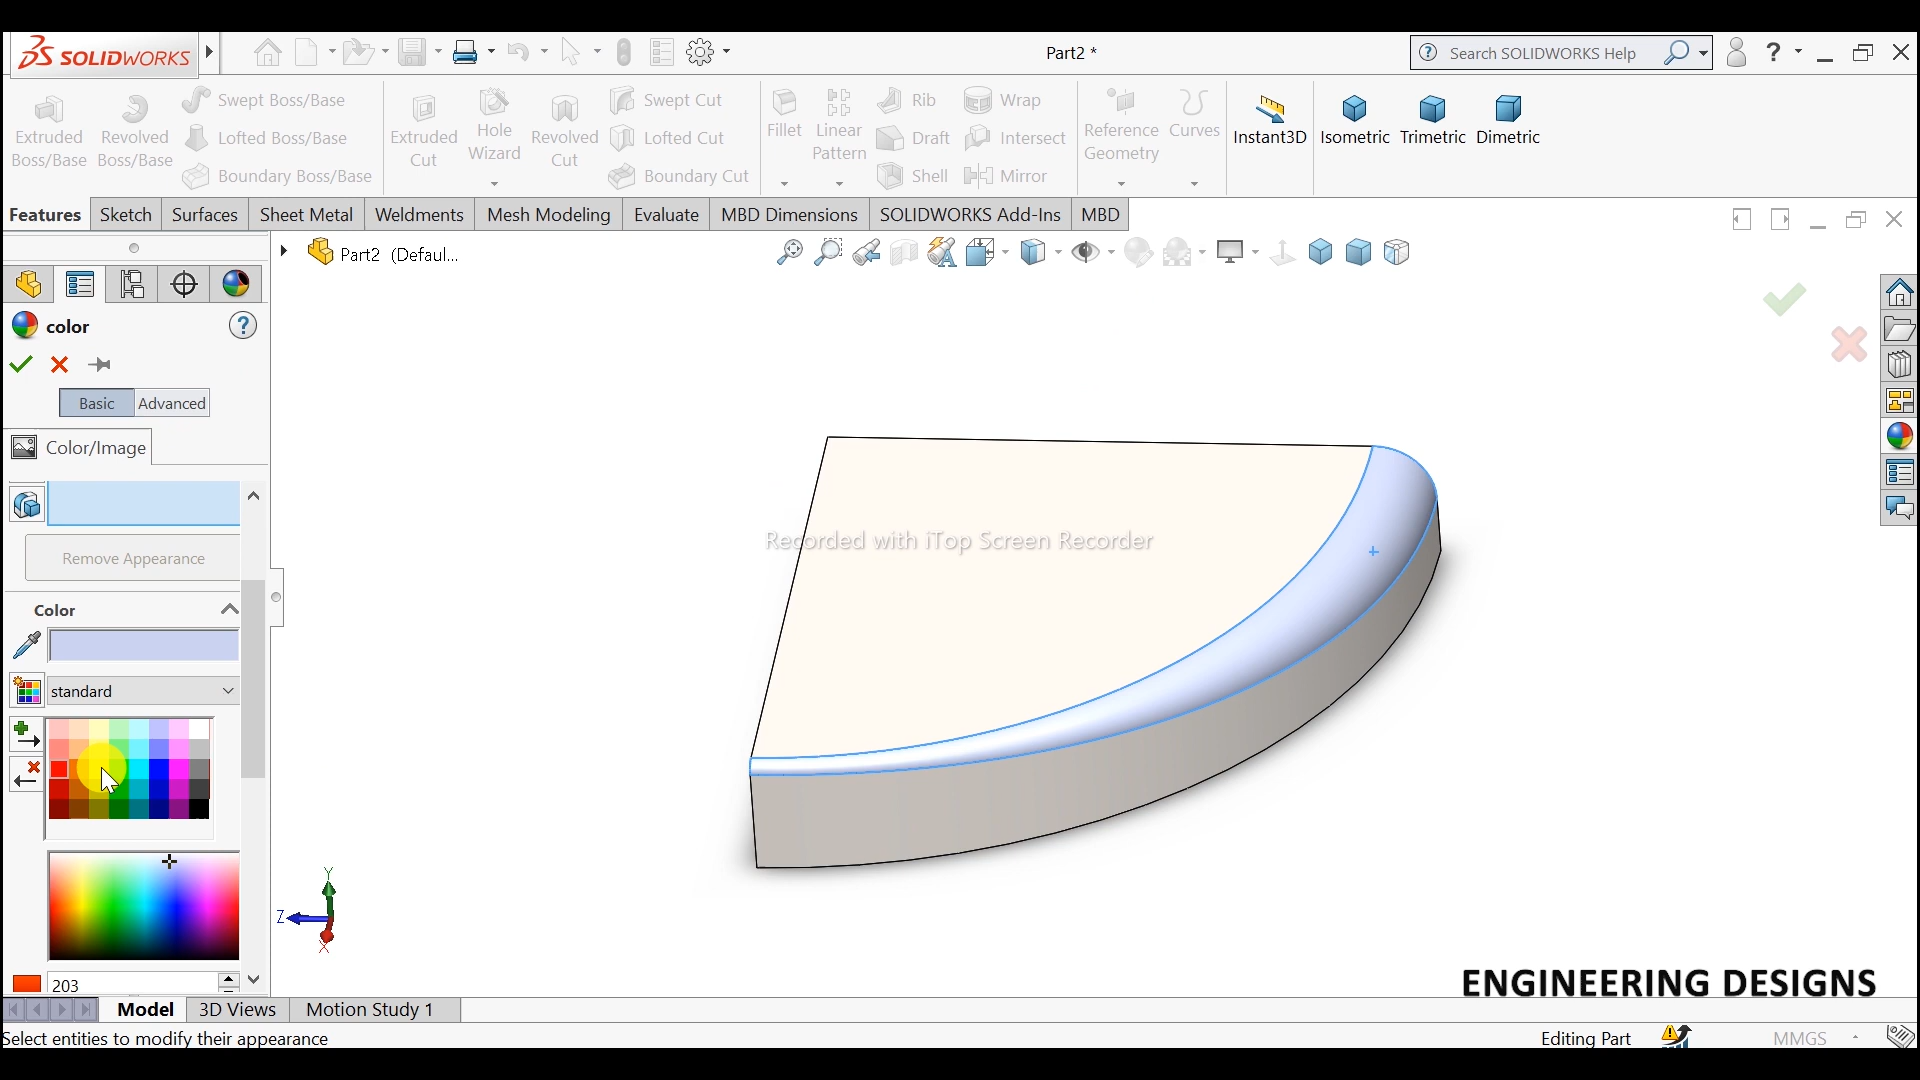 SOLIDWORKS
Part2 *
Search SOLIDWORKS Help
?
Extruded
Boss/Base
Revolved
Boss/Base
Swept Boss/Base
Lofted Boss/Base
Boundary Boss/Base
Extruded
Cut
Hole
Wizard
Revolved
Cut
Swept Cut
Lofted Cut
Boundary Cut
Fillet
Linear
Pattern
Rib
Draft
Shell
Wrap
Intersect
Mirror
Reference
Geometry
Curves
Instant3D
Isometric
Trimetric
Dimetric
Features
Sketch
Surfaces
Sheet Metal
Weldments
Mesh Modeling
Evaluate
MBD Dimensions
SOLIDWORKS Add-Ins
MBD
Part2 (Defaul...
color
?
Basic
Advanced
Color/Image
Remove Appearance
Color
standard
203
Recorded with iTop Screen Recorder
Y
Z
X
ENGINEERING DESIGNS
Model
3D Views
Motion Study 1
Select entities to modify their appearance
Editing Part
MMGS